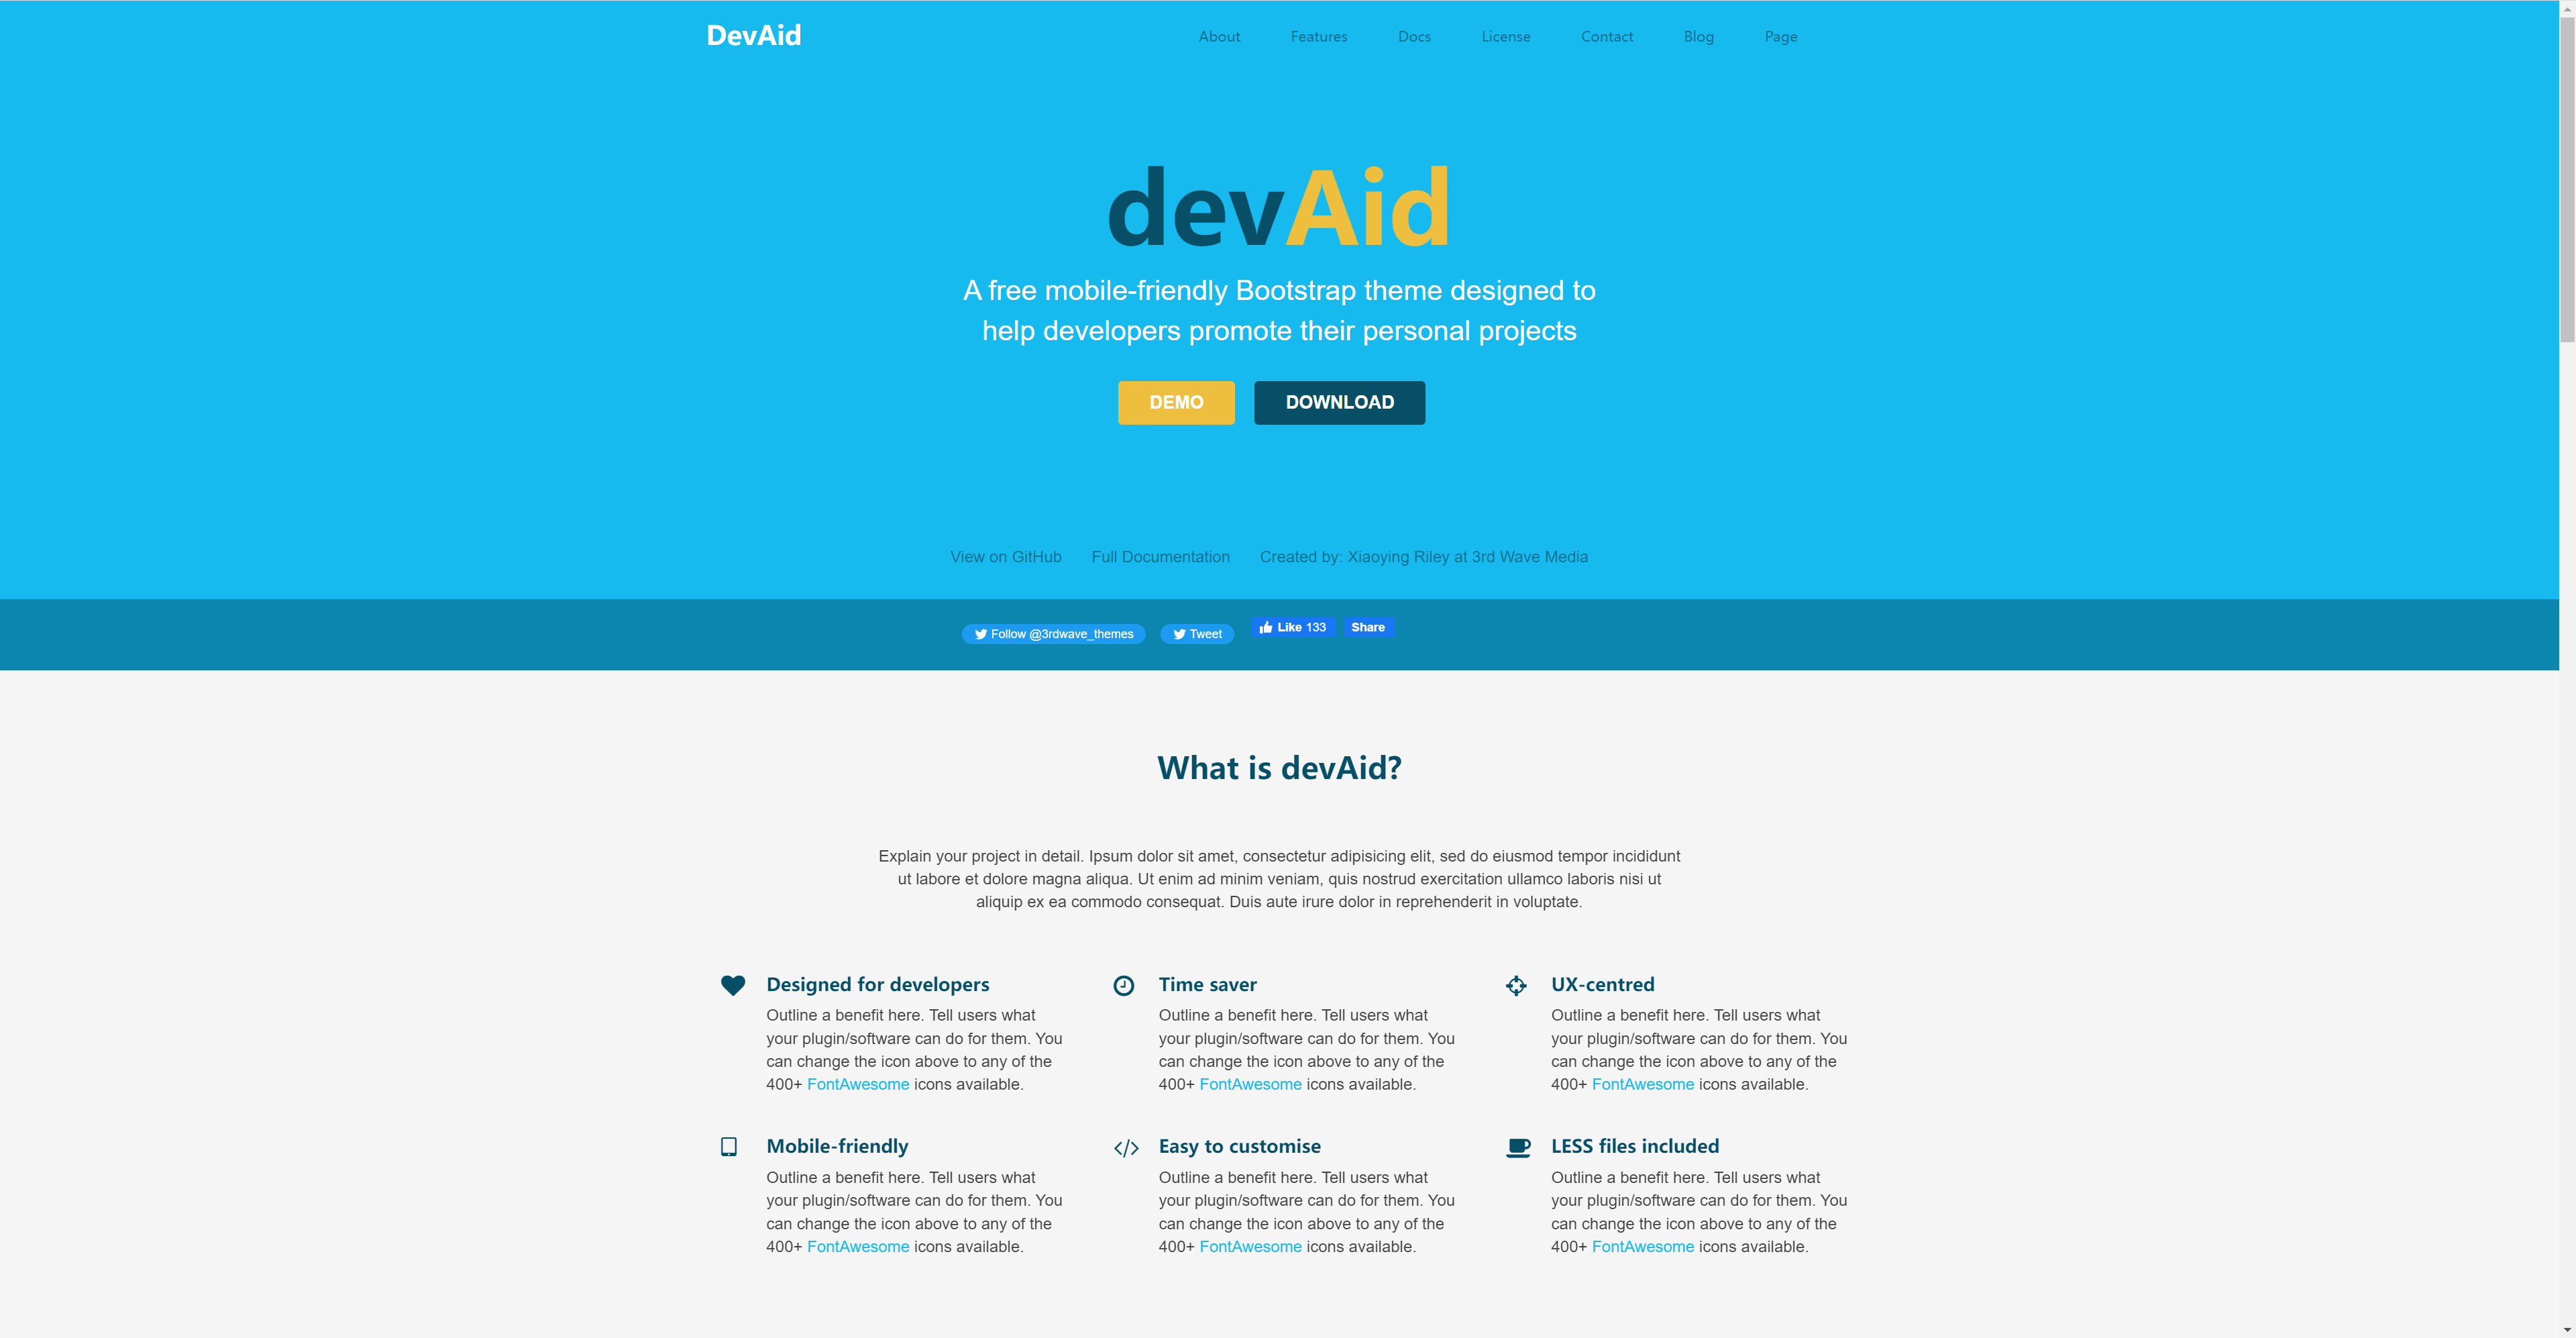 DevAid
About Features Docs License Contact Blog Page
devAid
A free mobile-friendly Bootstrap theme designed to
help developers promote their personal projects
DEMO DOWNLOAD
View on GitHub Full Documentation Created by: Xiaoying Riley at 3rd Wave Media
Follow @3rdwave_themes Tweet Like 133 Share
What is devAid?
Explain your project in detail. Ipsum dolor sit amet, consectetur adipisicing elit, sed do eiusmod tempor incididunt
ut labore et dolore magna aliqua. Ut enim ad minim veniam, quis nostrud exercitation ullamco laboris nisi ut
aliquip ex ea commodo consequat. Duis aute irure dolor in reprehenderit in voluptate.
Designed for developers
Outline a benefit here. Tell users what
your plugin/software can do for them. You
can change the icon above to any of the
400+ FontAwesome icons available.
Time saver
Outline a benefit here. Tell users what
your plugin/software can do for them. You
can change the icon above to any of the
400+ FontAwesome icons available.
UX-centred
Outline a benefit here. Tell users what
your plugin/software can do for them. You
can change the icon above to any of the
400+ FontAwesome icons available.
Mobile-friendly
Outline a benefit here. Tell users what
your plugin/software can do for them. You
can change the icon above to any of the
400+ FontAwesome icons available.
Easy to customise
Outline a benefit here. Tell users what
your plugin/software can do for them. You
can change the icon above to any of the
400+ FontAwesome icons available.
LESS files included
Outline a benefit here. Tell users what
your plugin/software can do for them. You
can change the icon above to any of the
400+ FontAwesome icons available.